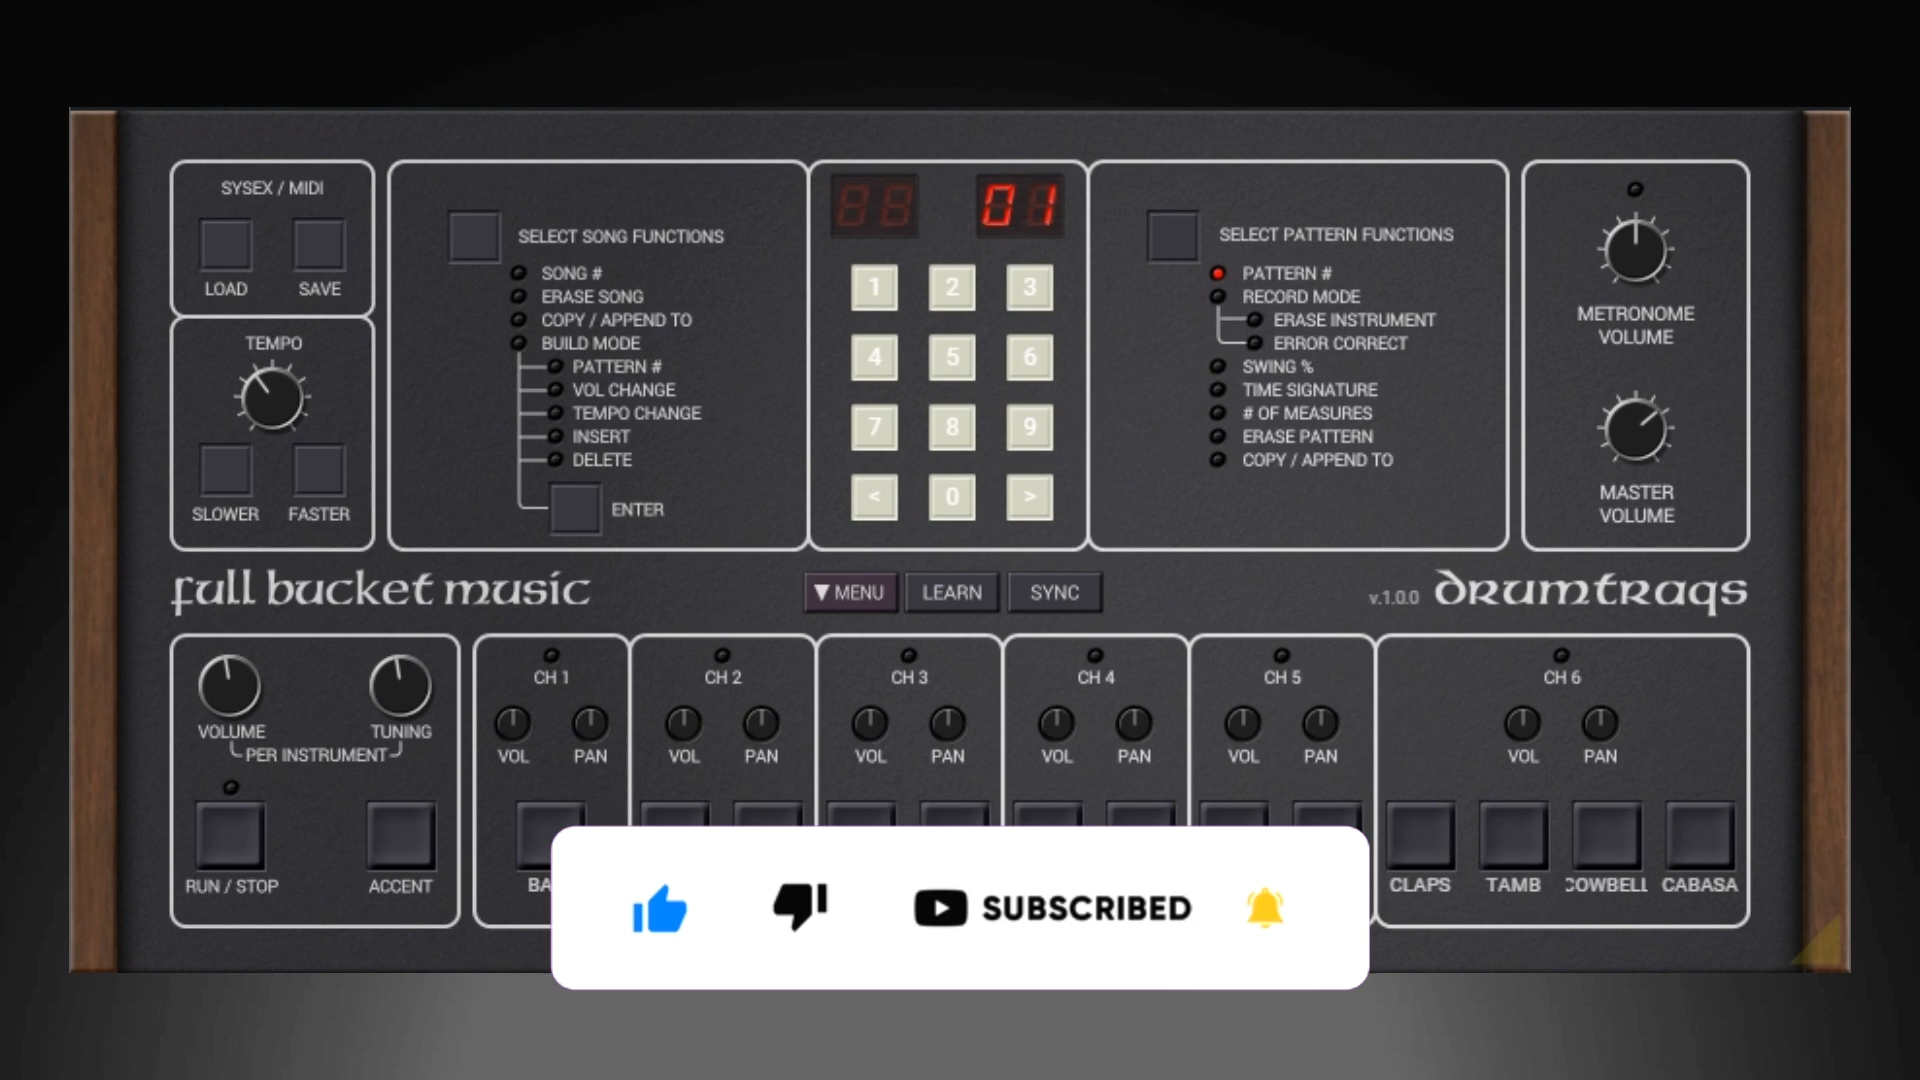 SYSEX / MIDI
LOAD SAVE
TEMPO
SLOWER FASTER
SELECT SONG FUNCTIONS
SONG #
ERASE SONG
COPY / APPEND TO
BUILD MODE
PATTERN #
VOL CHANGE
TEMPO CHANGE
INSERT
DELETE
ENTER
01
1 2 3
4 5 6
7 8 9
< 0 >
SELECT PATTERN FUNCTIONS
PATTERN #
RECORD MODE
ERASE INSTRUMENT
ERROR CORRECT
SWING %
TIME SIGNATURE
# OF MEASURES
ERASE PATTERN
COPY / APPEND TO
METRONOME
VOLUME
MASTER
VOLUME
full bucket music
▼ MENU LEARN SYNC
v.1.0.0 drumtraqs
VOLUME TUNING
PER INSTRUMENT
RUN / STOP ACCENT
CH 1
VOL PAN
CH 2
VOL PAN
CH 3
VOL PAN
CH 4
VOL PAN
CH 5
VOL PAN
CH 6
VOL PAN
CLAPS TAMB COWBELL CABASA
SUBSCRIBED